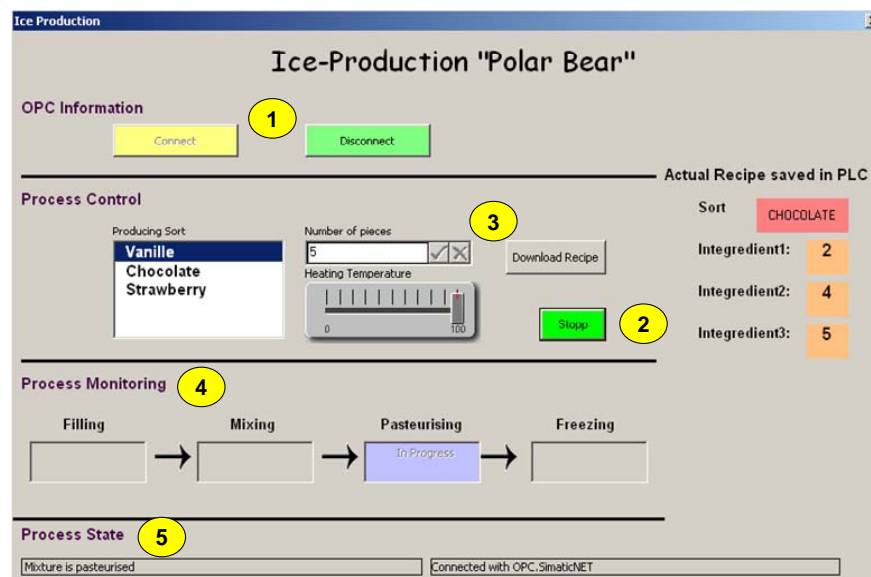 Ice Production
Ice-Production "Polar Bear"
OPC Information
1
Connect
Disconnect
Actual Recipe saved in PLC
Process Control
Sort
CHOCOLATE
3
Producing Sort
Number of pieces
Vanille
5
Download Recipe
Integredient1:
2
Chocolate
Heating Temperature
Strawberry
Integredient2:
4
0
100
Stopp
2
Integredient3:
5
Process Monitoring
4
Filling
Mixing
Pasteurising
Freezing
In Progress
Process State
5
Mixture is pasteurised
Connected with OPC.SimaticNET